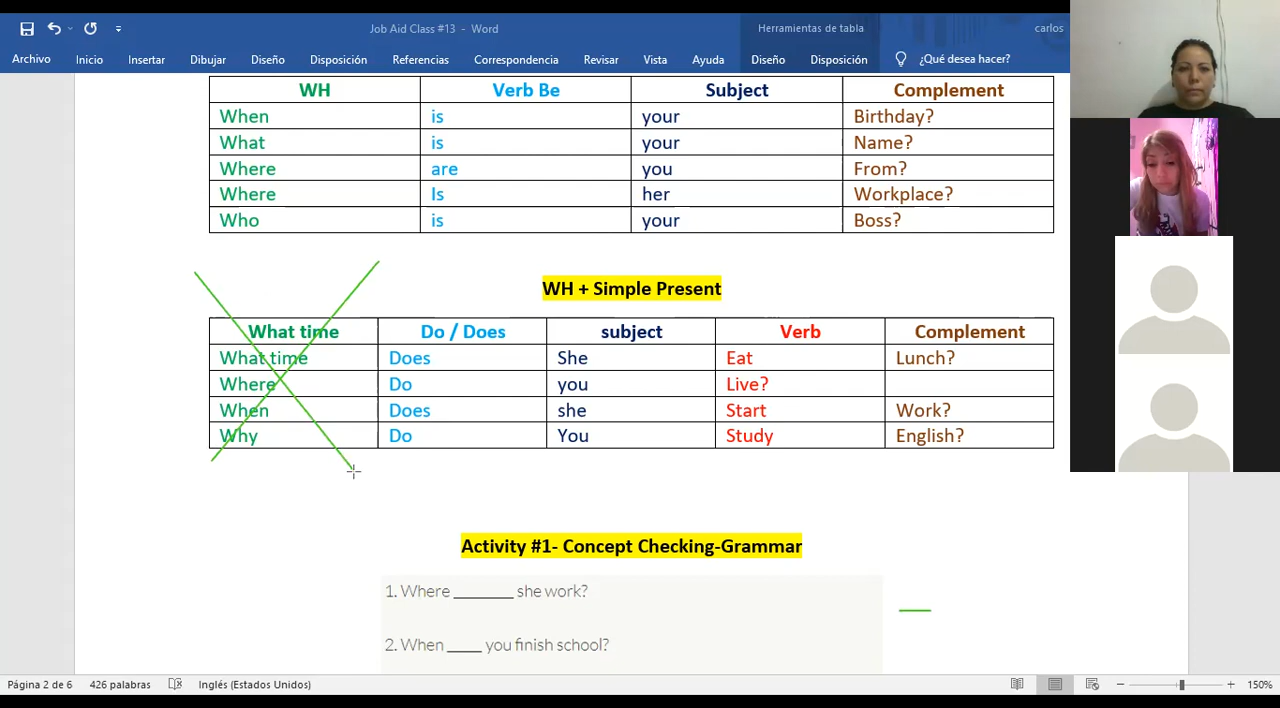 Job Aid Class #13 - Word
Herramientas de tabla
carlos
Archivo Inicio Insertar Dibujar Diseño Disposición Referencias Correspondencia Revisar Vista Ayuda Diseño Disposición ¿Qué desea hacer?
WH Verb Be Subject Complement
When is your Birthday?
What is your Name?
Where are you From?
Where Is her Workplace?
Who is your Boss?
WH + Simple Present
What time Do / Does subject Verb Complement
What time Does She Eat Lunch?
Where Do you Live?
When Does she Start Work?
Why Do You Study English?
Activity #1- Concept Checking-Grammar
1. Where ________ she work?
2. When _____ you finish school?
Página 2 de 6 426 palabras Inglés (Estados Unidos) 150%